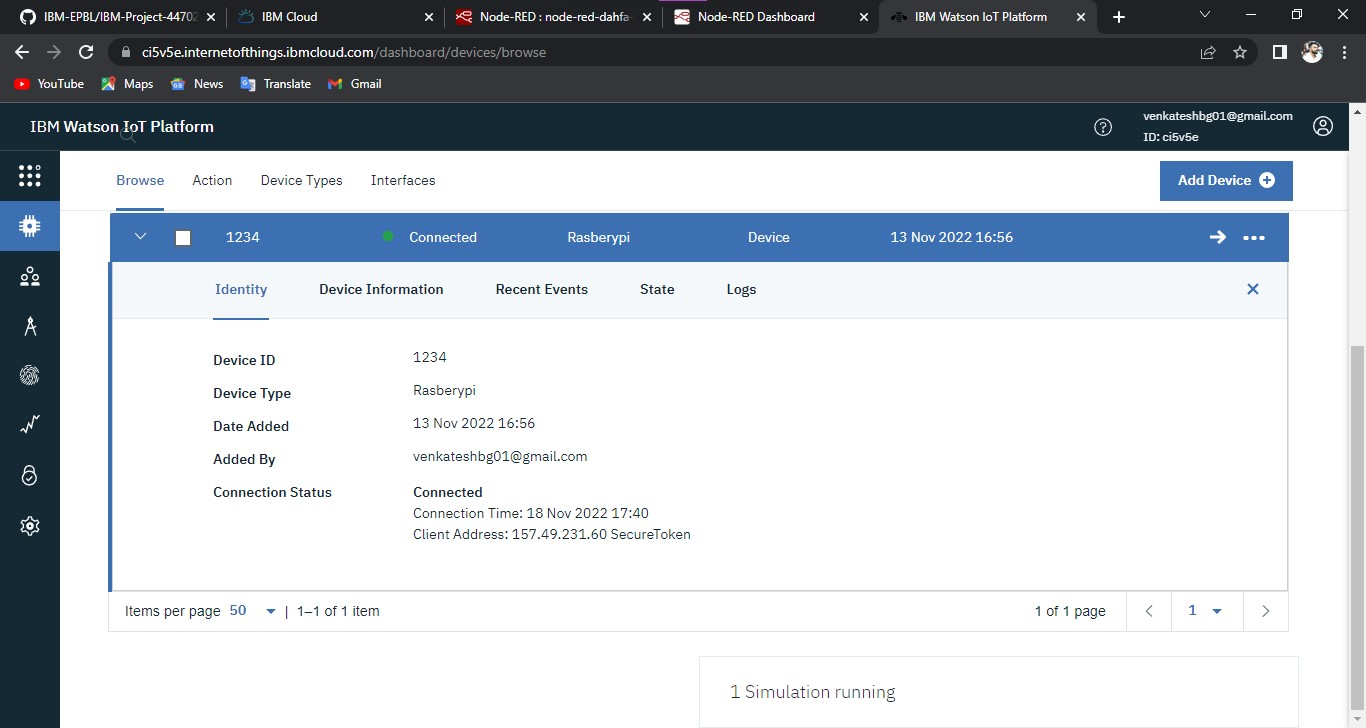 IBM-EPBL/IBM-Project-44702
IBM Cloud
Node-RED : node-red-dahfa-
Node-RED Dashboard
IBM Watson IoT Platform
ci5v5e.internetofthings.ibmcloud.com/dashboard/devices/browse
YouTube Maps News Translate Gmail
IBM Watson IoT Platform
venkateshbg01@gmail.com
ID: ci5v5e
Browse Action Device Types Interfaces
Add Device
1234 Connected Rasberypi Device 13 Nov 2022 16:56
Identity Device Information Recent Events State Logs
Device ID 1234
Device Type Rasberypi
Date Added 13 Nov 2022 16:56
Added By venkateshbg01@gmail.com
Connection Status Connected
Connection Time: 18 Nov 2022 17:40
Client Address: 157.49.231.60 SecureToken
Items per page 50 | 1–1 of 1 item 1 of 1 page 1
1 Simulation running